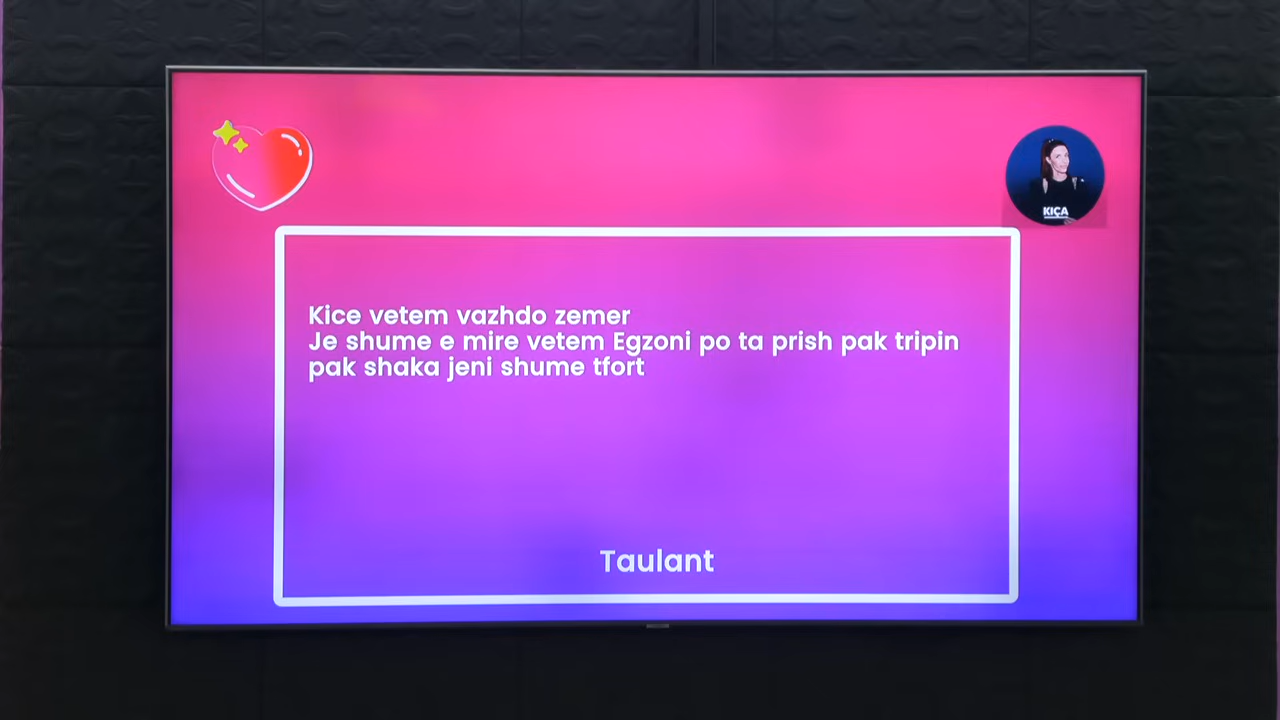 KIÇA
Kice vetem vazhdo zemer
Je shume e mire vetem Egzoni po ta prish pak tripin
pak shaka jeni shume tfort
Taulant